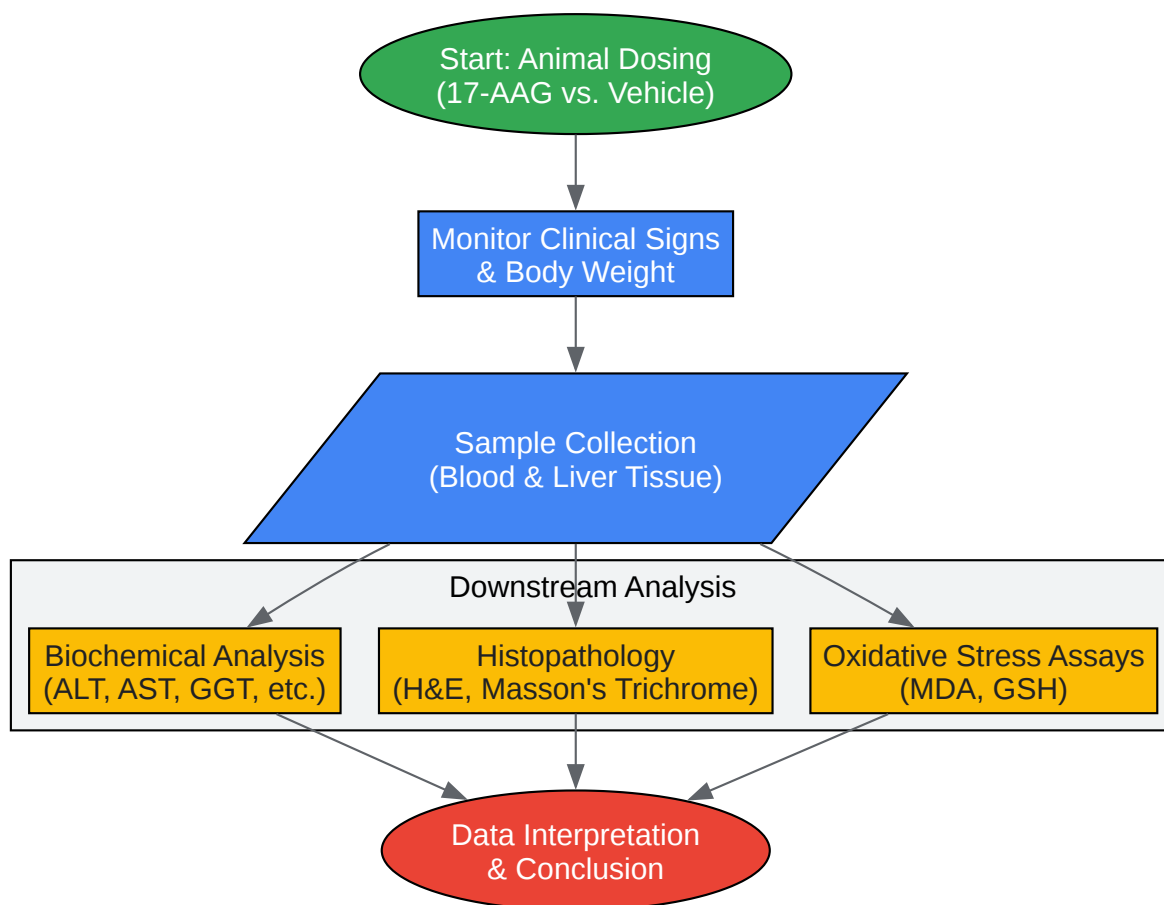 Start: Animal Dosing
(17-AAG vs. Vehicle)
Monitor Clinical Signs
& Body Weight
Sample Collection
(Blood & Liver Tissue)
Downstream Analysis
Biochemical Analysis
(ALT, AST, GGT, etc.)
Histopathology
(H&E, Masson's Trichrome)
Oxidative Stress Assays
(MDA, GSH)
Data Interpretation
& Conclusion